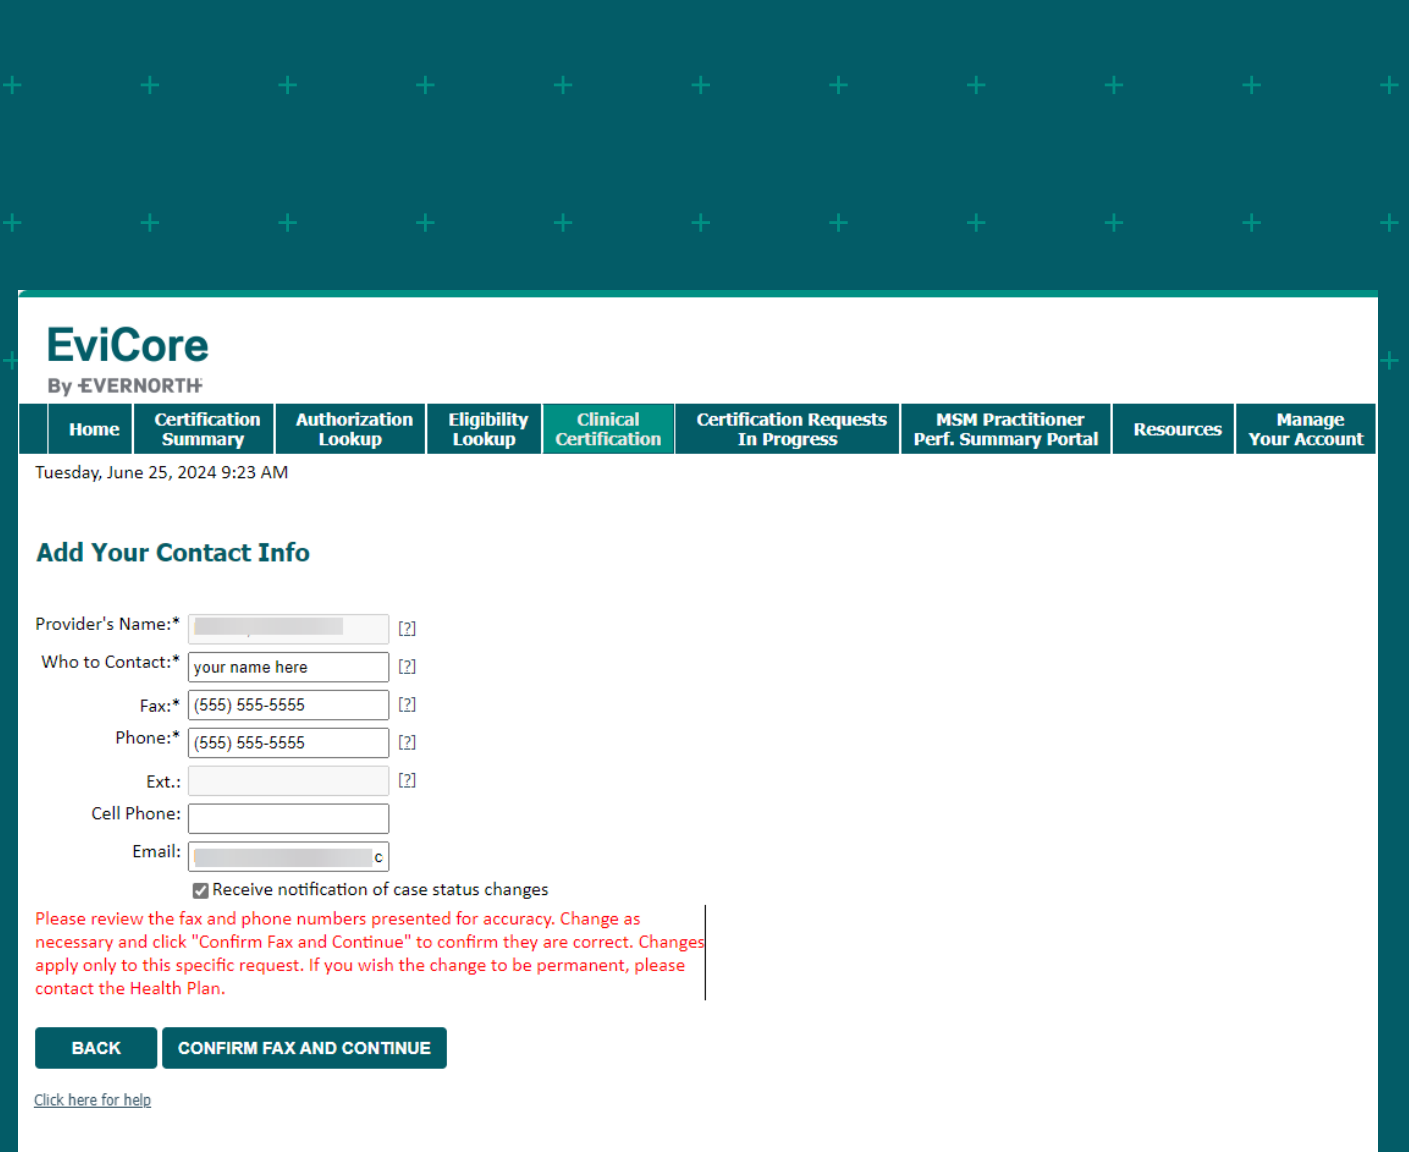 EviCore
By EVERNORTH
Home
Certification
Summary
Authorization
Lookup
Eligibility
Lookup
Clinical
Certification
Certification Requests
In Progress
MSM Practitioner
Perf. Summary Portal
Resources
Manage
Your Account
Tuesday, June 25, 2024 9:23 AM
Add Your Contact Info
Provider's Name:* [?]
Who to Contact:* your name here [?]
Fax:* (555) 555-5555 [?]
Phone:* (555) 555-5555 [?]
Ext.: [?]
Cell Phone:
Email: c
Receive notification of case status changes
Please review the fax and phone numbers presented for accuracy. Change as
necessary and click "Confirm Fax and Continue" to confirm they are correct. Changes
apply only to this specific request. If you wish the change to be permanent, please
contact the Health Plan.
BACK CONFIRM FAX AND CONTINUE
Click here for help